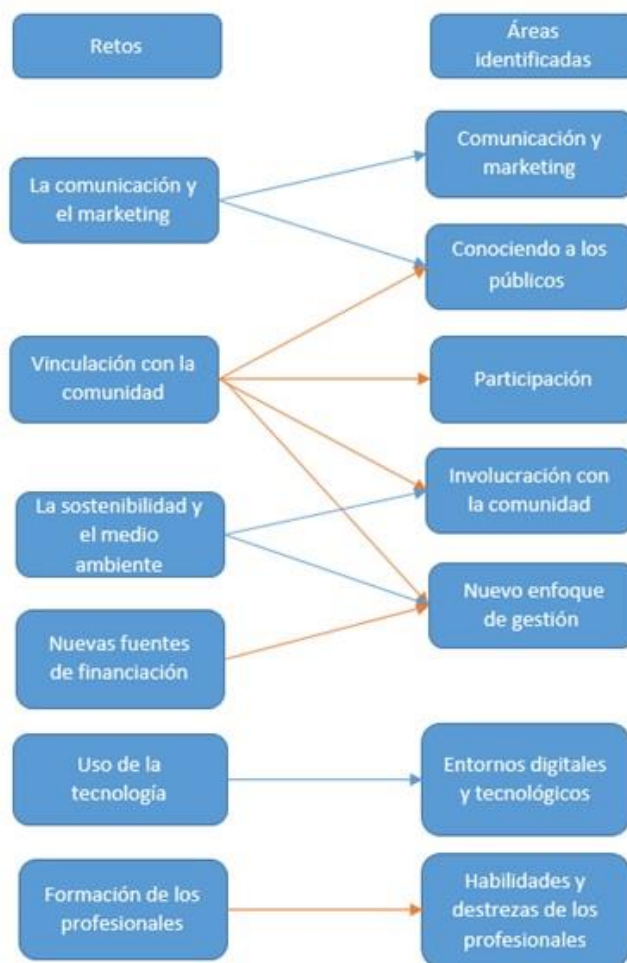 Retos
Áreas
identificadas
La comunicación y
el marketing
Comunicación y
marketing
Conociendo a los
públicos
Vinculación con la
comunidad
Participación
La sostenibilidad y
el medio
ambiente
Involucración con
la comunidad
Nuevas fuentes
de financiación
Nuevo enfoque
de gestión
Uso de la
tecnología
Entornos digitales
y tecnológicos
Formación de los
profesionales
Habilidades y
destrezas de los
profesionales